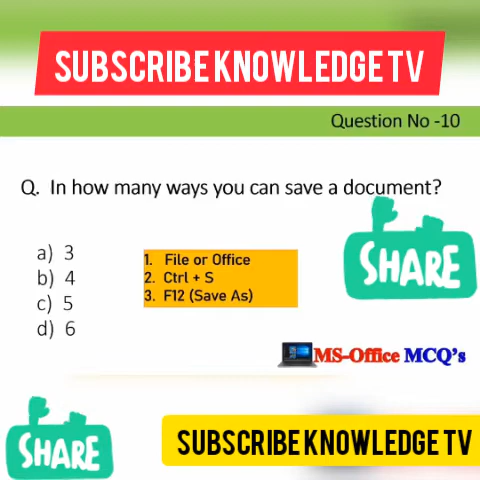 SUBSCRIBE KNOWLEDGE TV
Question No -10
Q. In how many ways you can save a document?
a) 3
b) 4
c) 5
d) 6
1. File or Office
2. Ctrl + S
3. F12 (Save As)
SHARE
MS-Office MCQ's
SHARE
SUBSCRIBE KNOWLEDGE TV